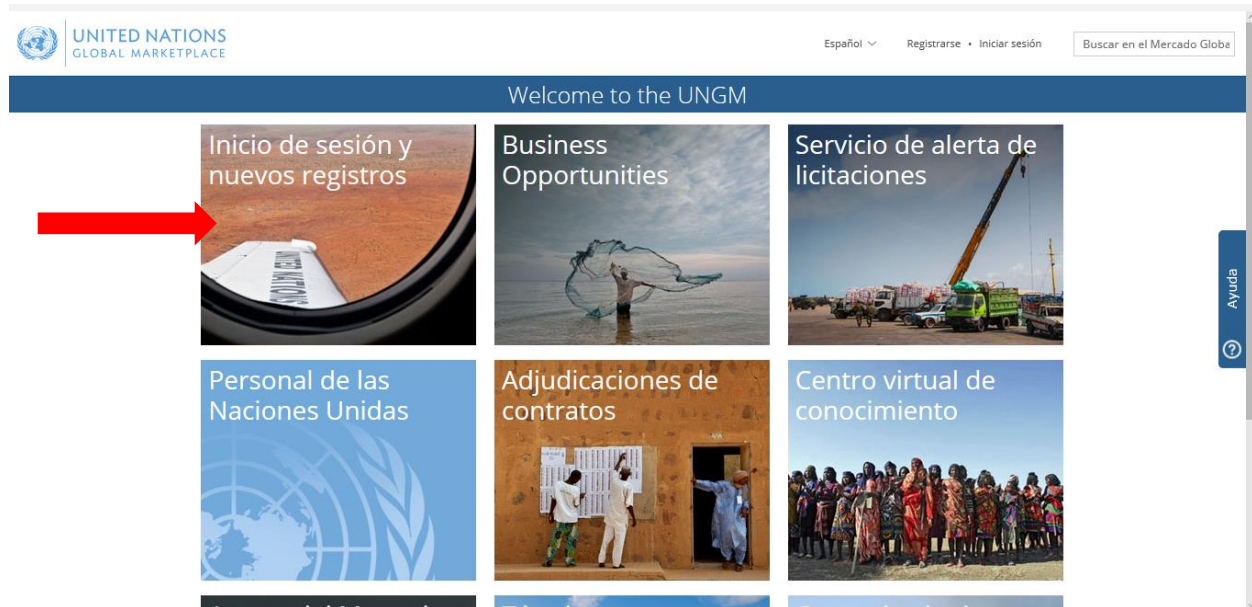 UNITED NATIONS
GLOBAL MARKETPLACE
Español
Registrarse • Iniciar sesión
Buscar en el Mercado Globa
Welcome to the UNGM
Inicio de sesión y
nuevos registros
UNITED NATIONS
Business
Opportunities
Servicio de alerta de
licitaciones
Ayuda
Personal de las
Naciones Unidas
Adjudicaciones de
contratos
Centro virtual de
conocimiento